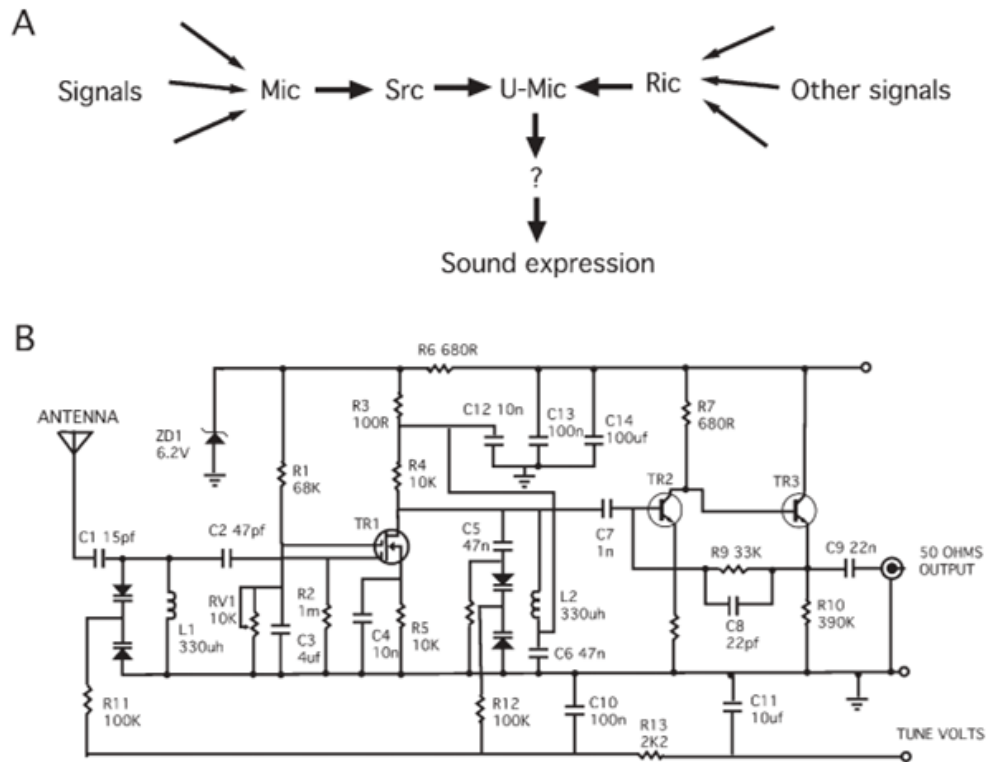 A
Signals
Mic
Src
U-Mic
Ric
Other signals
?
Sound expression
B
R6 680R
ANTENNA
ZD1
6.2V
R1
68K
R3
100R
C12 10n
C13
100n
C14
100uf
R7
680R
R4
10K
TR1
TR2
TR3
C1 15pf
C2 47pf
C5
47n
C7
1n
R9 33K
C9 22n
50 OHMS
OUTPUT
L1
330uh
RV1
10K
R2
1m
C3
4uf
C4
10n
R5
10K
L2
330uh
C6 47n
C8
22pf
R10
390K
R11
100K
R12
100K
C10
100n
R13
2K2
C11
10uf
TUNE VOLTS